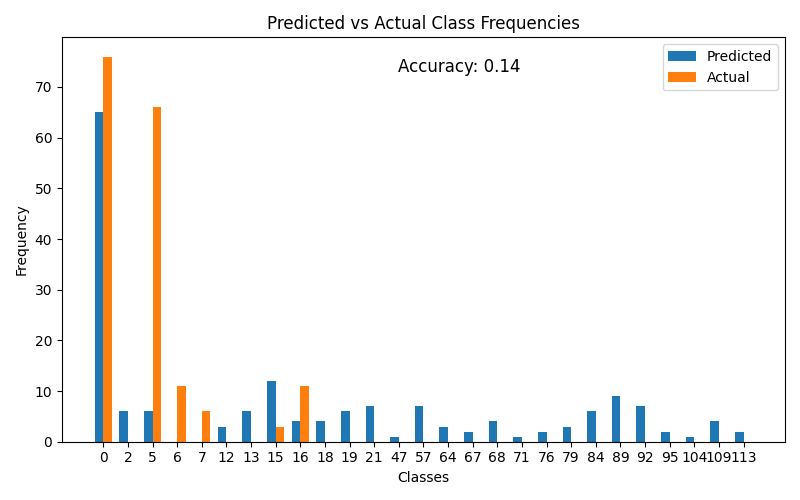 Predicted vs Actual Class Frequencies
Accuracy: 0.14
Predicted
Actual
Frequency
70
60
50
40
30
20
10
0
0 2 5 6 7 12 13 15 16 18 19 21 47 57 64 67 68 71 76 79 84 89 92 95 104 109 113
Classes